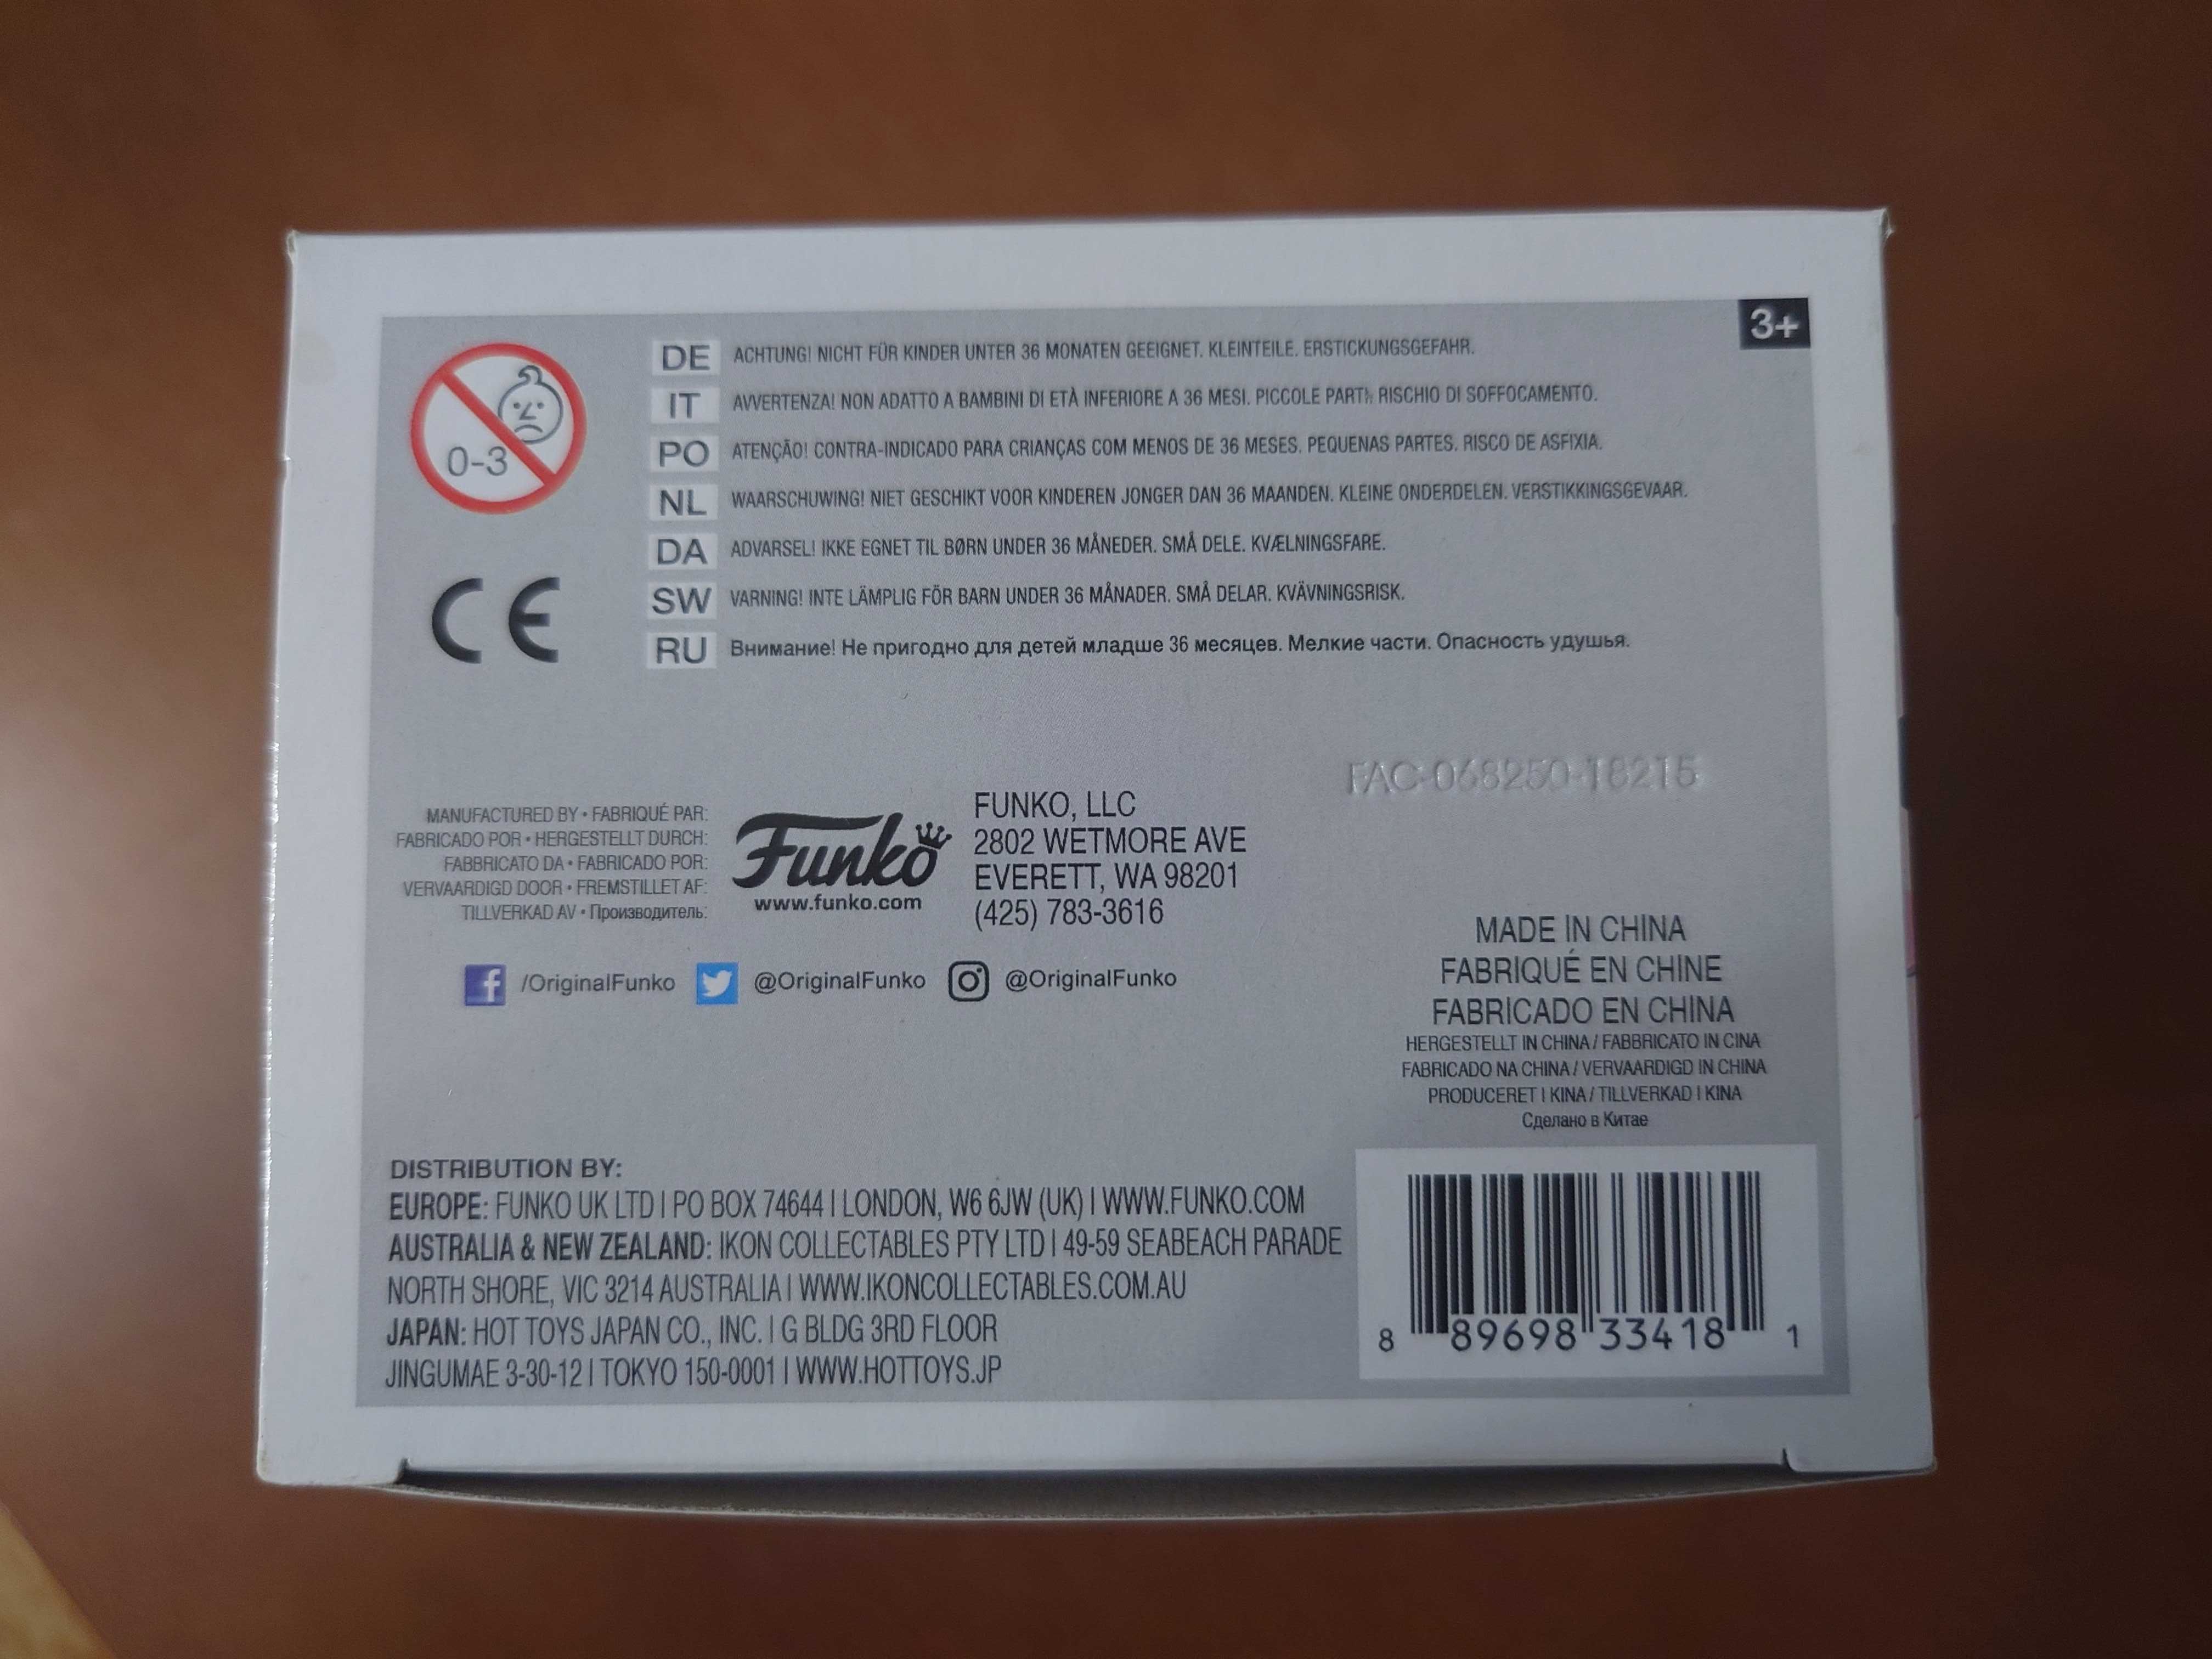 3+
0-3
DE ACHTUNG! NICHT FÜR KINDER UNTER 36 MONATEN GEEIGNET. KLEINTEILE. ERSTICKUNGSGEFAHR.
IT AVVERTENZA! NON ADATTO A BAMBINI DI ETÀ INFERIORE A 36 MESI. PICCOLE PARTI. RISCHIO DI SOFFOCAMENTO.
PO ATENÇÃO! CONTRA-INDICADO PARA CRIANÇAS COM MENOS DE 36 MESES. PEQUENAS PARTES. RISCO DE ASFIXIA.
NL WAARSCHUWING! NIET GESCHIKT VOOR KINDEREN JONGER DAN 36 MAANDEN. KLEINE ONDERDELEN. VERSTIKKINGSGEVAAR.
DA ADVARSEL! IKKE EGNET TIL BØRN UNDER 36 MÅNEDER. SMÅ DELE. KVÆLNINGSFARE.
SW VARNING! INTE LÄMPLIG FÖR BARN UNDER 36 MÅNADER. SMÅ DELAR. KVÄVNINGSRISK.
RU Внимание! Не пригодно для детей младше 36 месяцев. Мелкие части. Опасность удушья.
CE
FAC-068250-18215
MANUFACTURED BY • FABRIQUÉ PAR:
FABRICADO POR • HERGESTELLT DURCH:
FABBRICATO DA • FABRICADO POR:
VERVAARDIGD DOOR • FREMSTILLET AF:
TILLVERKAD AV • Производитель:
Funko
www.funko.com
FUNKO, LLC
2802 WETMORE AVE
EVERETT, WA 98201
(425) 783-3616
/OriginalFunko @OriginalFunko @OriginalFunko
MADE IN CHINA
FABRIQUÉ EN CHINE
FABRICADO EN CHINA
HERGESTELLT IN CHINA / FABBRICATO IN CINA
FABRICADO NA CHINA / VERVAARDIGD IN CHINA
PRODUCERET I KINA / TILLVERKAD I KINA
Сделано в Китае
DISTRIBUTION BY:
EUROPE: FUNKO UK LTD | PO BOX 74644 | LONDON, W6 6JW (UK) | WWW.FUNKO.COM
AUSTRALIA & NEW ZEALAND: IKON COLLECTABLES PTY LTD | 49-59 SEABEACH PARADE
NORTH SHORE, VIC 3214 AUSTRALIA | WWW.IKONCOLLECTABLES.COM.AU
JAPAN: HOT TOYS JAPAN CO., INC. | G BLDG 3RD FLOOR
JINGUMAE 3-30-12 | TOKYO 150-0001 | WWW.HOTTOYS.JP
8 89698 33418 1